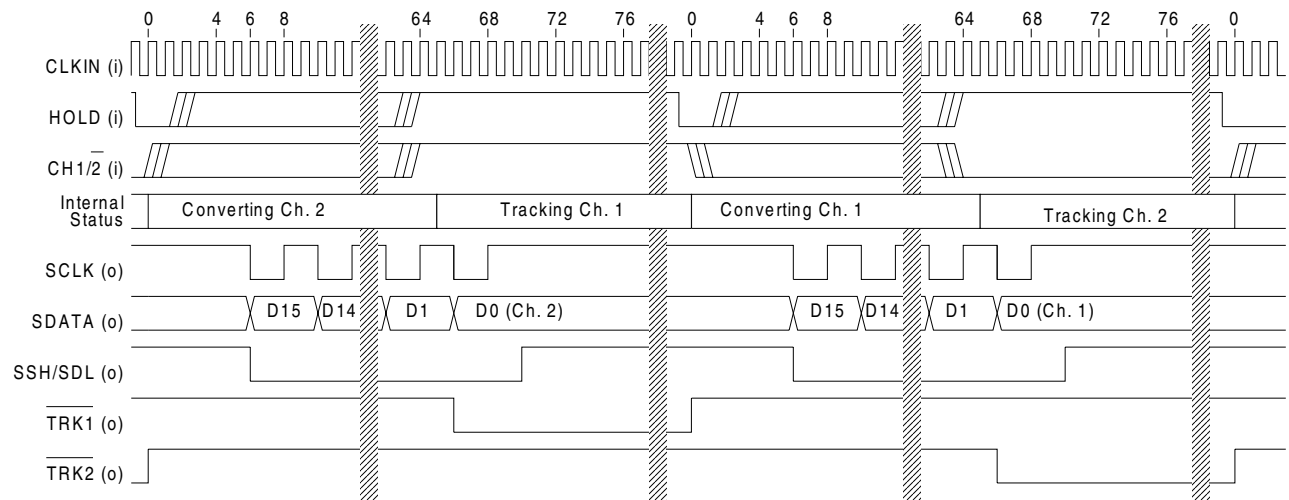 0 4 6 8 64 68 72 76 0 4 6 8 64 68 72 76 0
CLKIN (i)
HOLD (i)
CH1/2̅ (i)
Internal
Status
Converting Ch. 2 Tracking Ch. 1 Converting Ch. 1 Tracking Ch. 2
SCLK (o)
SDATA (o) D15 D14 D1 D0 (Ch. 2) D15 D14 D1 D0 (Ch. 1)
SSH/SDL (o)
T̅R̅K̅1̅ (o)
T̅R̅K̅2̅ (o)